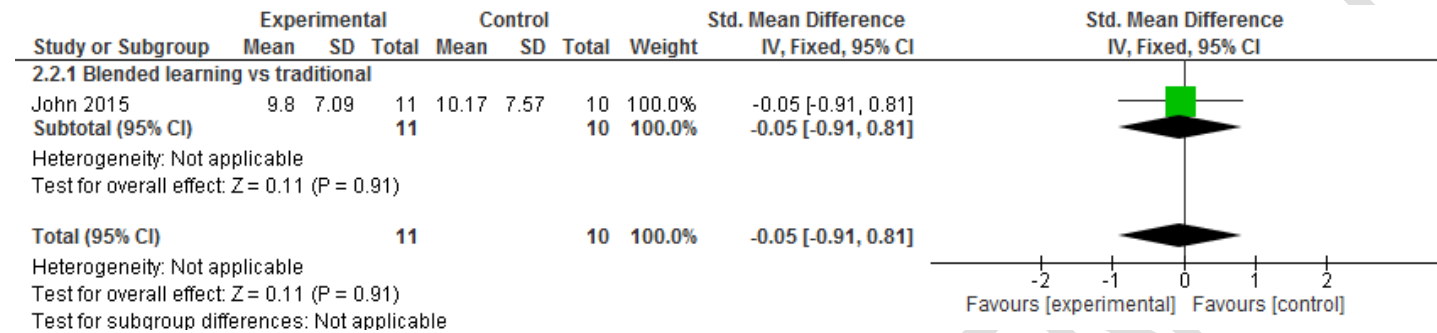 Experimental Control Std. Mean Difference Std. Mean Difference
Study or Subgroup Mean SD Total Mean SD Total Weight IV, Fixed, 95% CI IV, Fixed, 95% CI
2.2.1 Blended learning vs traditional
John 2015 9.8 7.09 11 10.17 7.57 10 100.0% -0.05 [-0.91, 0.81]
Subtotal (95% CI) 11 10 100.0% -0.05 [-0.91, 0.81]
Heterogeneity: Not applicable
Test for overall effect: Z = 0.11 (P = 0.91)
Total (95% CI) 11 10 100.0% -0.05 [-0.91, 0.81]
Heterogeneity: Not applicable
Test for overall effect: Z = 0.11 (P = 0.91)
Test for subgroup differences: Not applicable
-2 -1 0 1 2
Favours [experimental] Favours [control]